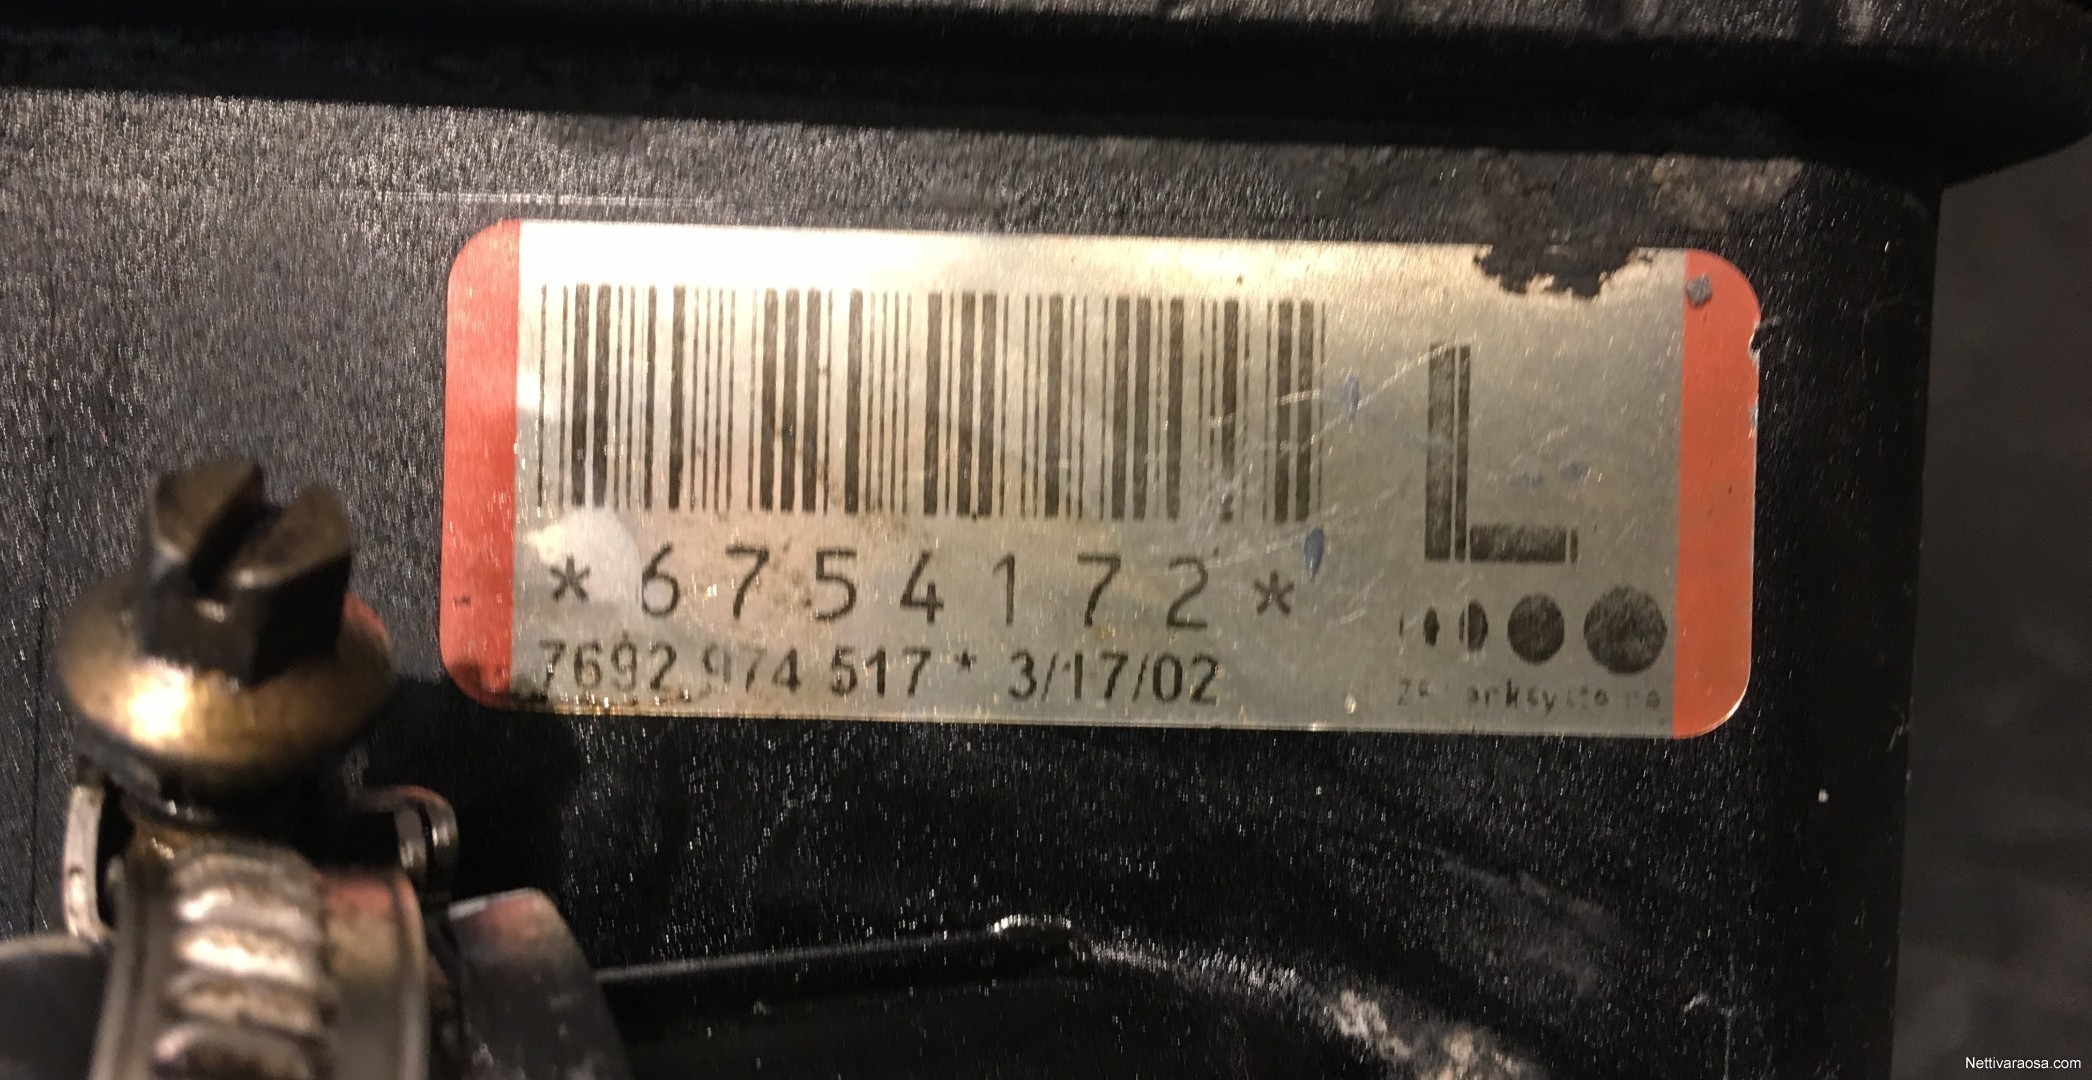 *6754172*
7692 974 517 * 3/17/02
L
Nettivaraosa.com